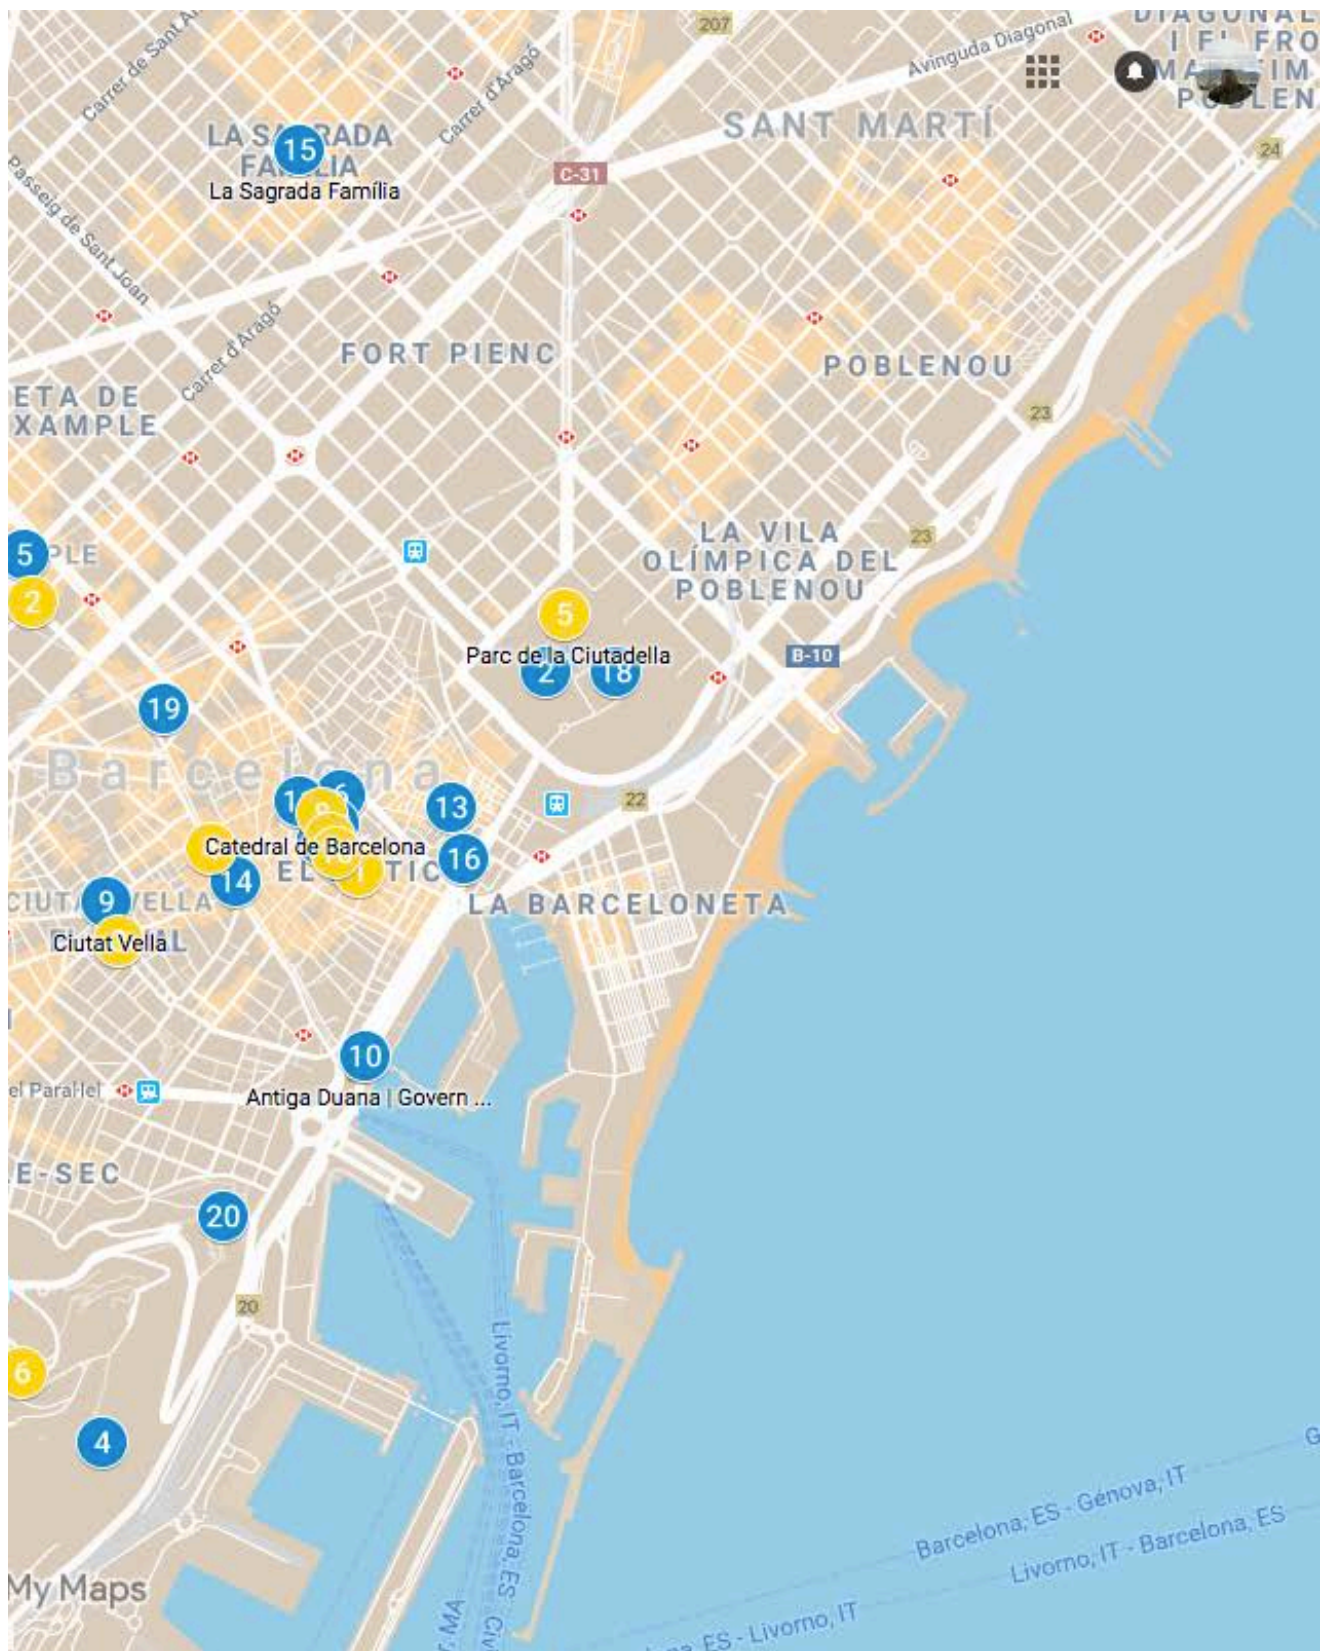 207
DIAGONAL
Carrer de Sant A
Carrer d'Aragó
Avinguda Diagonal
SANT MARTÍ
24
LA SAGRADA
FAMÍLIA
15
La Sagrada Família
C-31
Passeig de Sant Joan
Carrer d'Aragó
FORT PIENC
POBLENOU
ETA DE
XAMPLE
23
23
LA VILA
OLÍMPICA DEL
POBLENOU
5
PLE
2
5
Parc de la Ciutadella
2
18
B-10
19
Barcelona
22
13
Catedral de Barcelona
16
14
9
LA BARCELONETA
Ciutat Vella
10
el Paral·lel
Antiga Duana | Govern ...
E-SEC
20
20
6
4
Livorno, IT - Barcelona, ES
Barcelona, ES - Genova, IT
Livorno, IT - Barcelona, ES
My Maps
ES - Livorno, IT